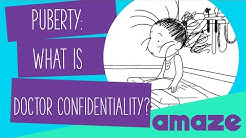 PUBERTY:
WHAT IS
DOCTOR CONFIDENTIALITY?
amaze